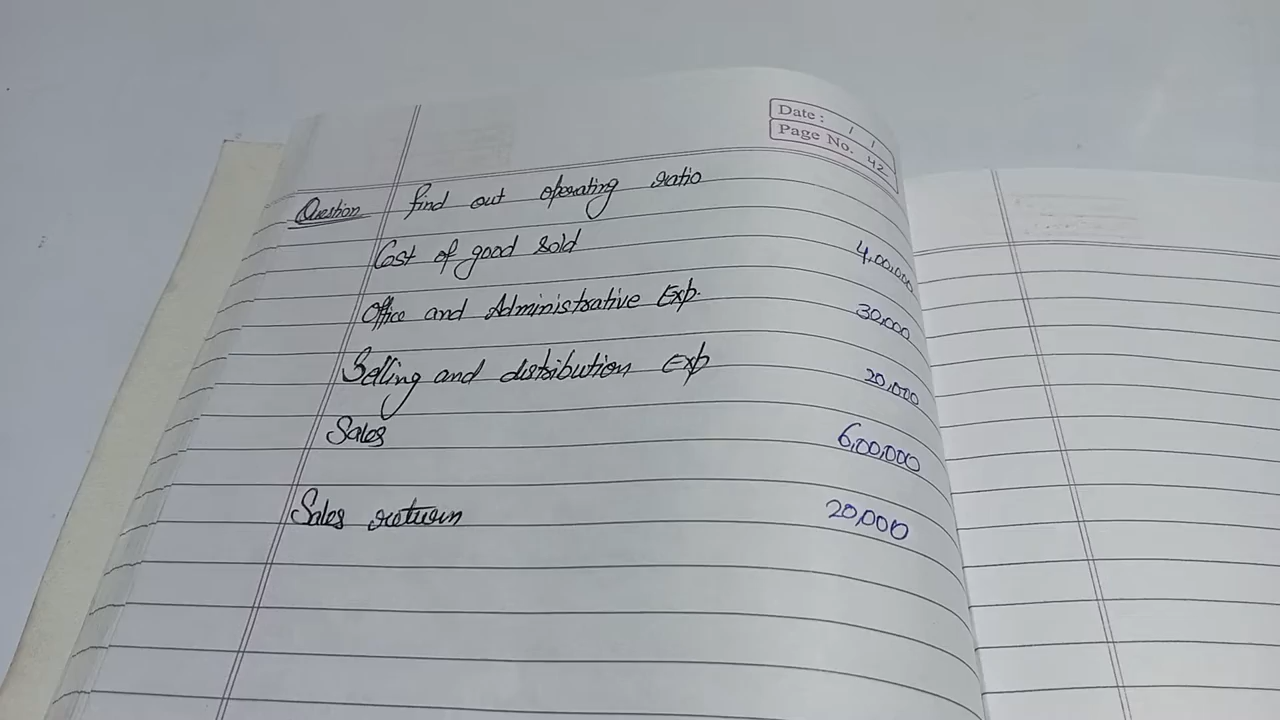 Date : / /
Page No. 42
Question find out operating ratio
Cost of good sold 4,00,000
Office and Administrative Exp. 30,000
Selling and distribution Exp 20,000
Sales 6,00,000
Sales return 20,000